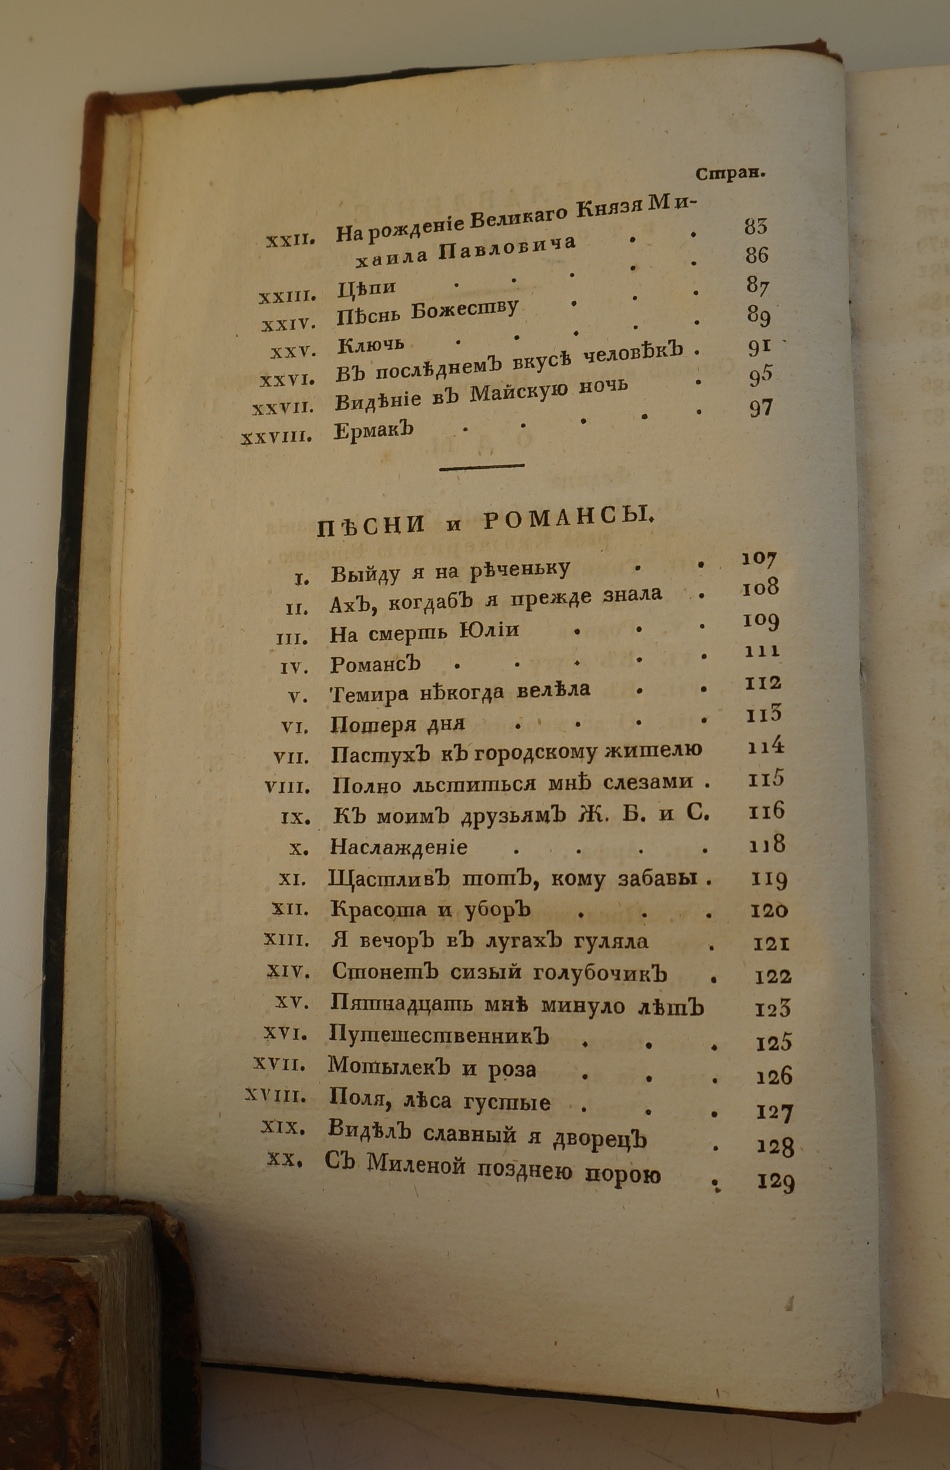 Стран.
XXII. На рожденіе Великаго Князя Ми-
хаила Павловича . . 83
XXIII. Цѣпи . . . . . 86
XXIV. Пѣснь Божеству . . . 87
XXV. Ключь . . . . . 89
XXVI. Въ послѣднемъ вкусѣ человѣкъ . 91
XXVII. Видѣніе въ Майскую ночь . 95
XXVIII. Ермакъ . . . . . 97
ПѢСНИ и РОМАНСЫ.
I. Выйду я на рѣченьку . . 107
II. Ахъ, когдабъ я прежде знала . 108
III. На смерть Юліи . . . 109
IV. Романсъ . . . . . 111
V. Темира нѣкогда велѣла . . 112
VI. Потеря дня . . . . 113
VII. Пастухъ къ городскому жителю 114
VIII. Полно льститься мнѣ слезами . 115
IX. Къ моимъ друзьямъ Ж. Б. и С. 116
X. Наслажденіе . . . . 118
XI. Щастливъ тотъ, кому забавы . 119
XII. Красота и уборъ . . . 120
XIII. Я вечоръ въ лугахъ гуляла . 121
XIV. Стонетъ сизый голубочикъ . 122
XV. Пятнадцать мнѣ минуло лѣтъ 123
XVI. Путешественникъ . . . 125
XVII. Мотылекъ и роза . . . 126
XVIII. Поля, лѣса густые . . . 127
XIX. Видѣлъ славный я дворецъ . 128
XX. Съ Миленой позднею порою . 129